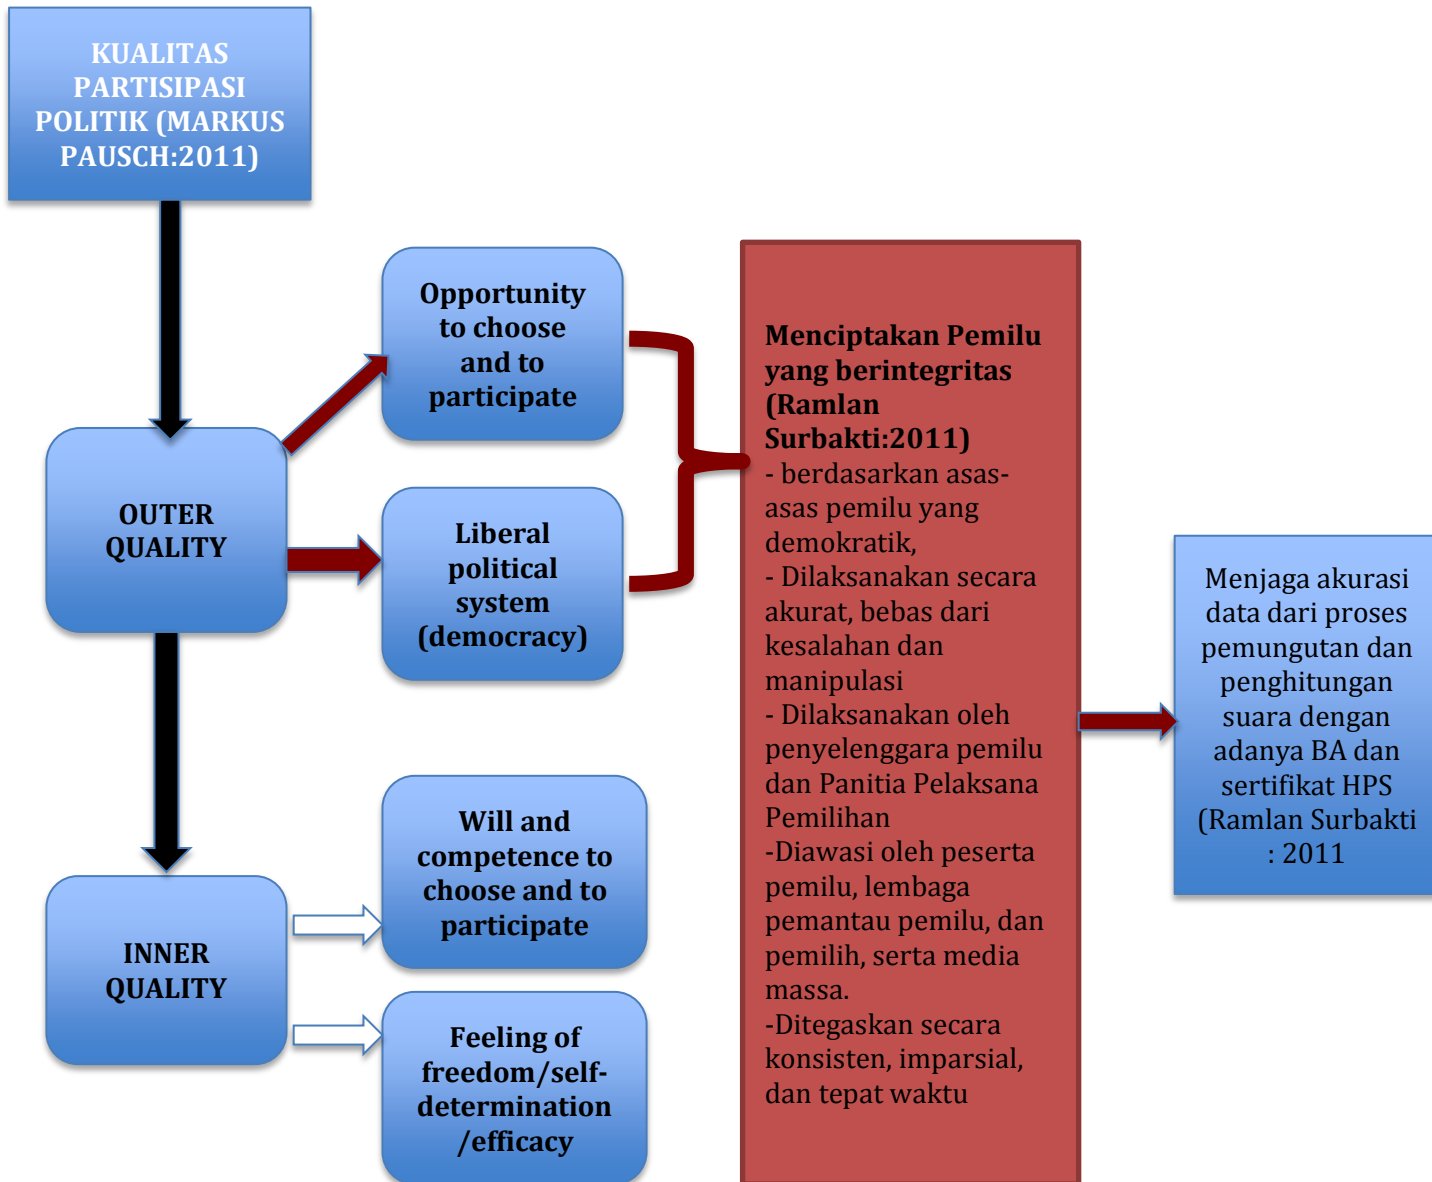 KUALITAS
PARTISIPASI
POLITIK (MARKUS
PAUSCH:2011)
OUTER
QUALITY
INNER
QUALITY
Opportunity
to choose
and to
participate
Liberal
political
system
(democracy)
Will and
competence to
choose and to
participate
Feeling of
freedom/self-
determination
/efficacy
Menciptakan Pemilu
yang berintegritas
(Ramlan
Surbakti:2011)
- berdasarkan asas-
asas pemilu yang
demokratik,
- Dilaksanakan secara
akurat, bebas dari
kesalahan dan
manipulasi
- Dilaksanakan oleh
penyelenggara pemilu
dan Panitia Pelaksana
Pemilihan
-Diawasi oleh peserta
pemilu, lembaga
pemantau pemilu, dan
pemilih, serta media
massa.
-Ditegaskan secara
konsisten, imparsial,
dan tepat waktu
Menjaga akurasi
data dari proses
pemungutan dan
penghitungan
suara dengan
adanya BA dan
sertifikat HPS
(Ramlan Surbakti
: 2011